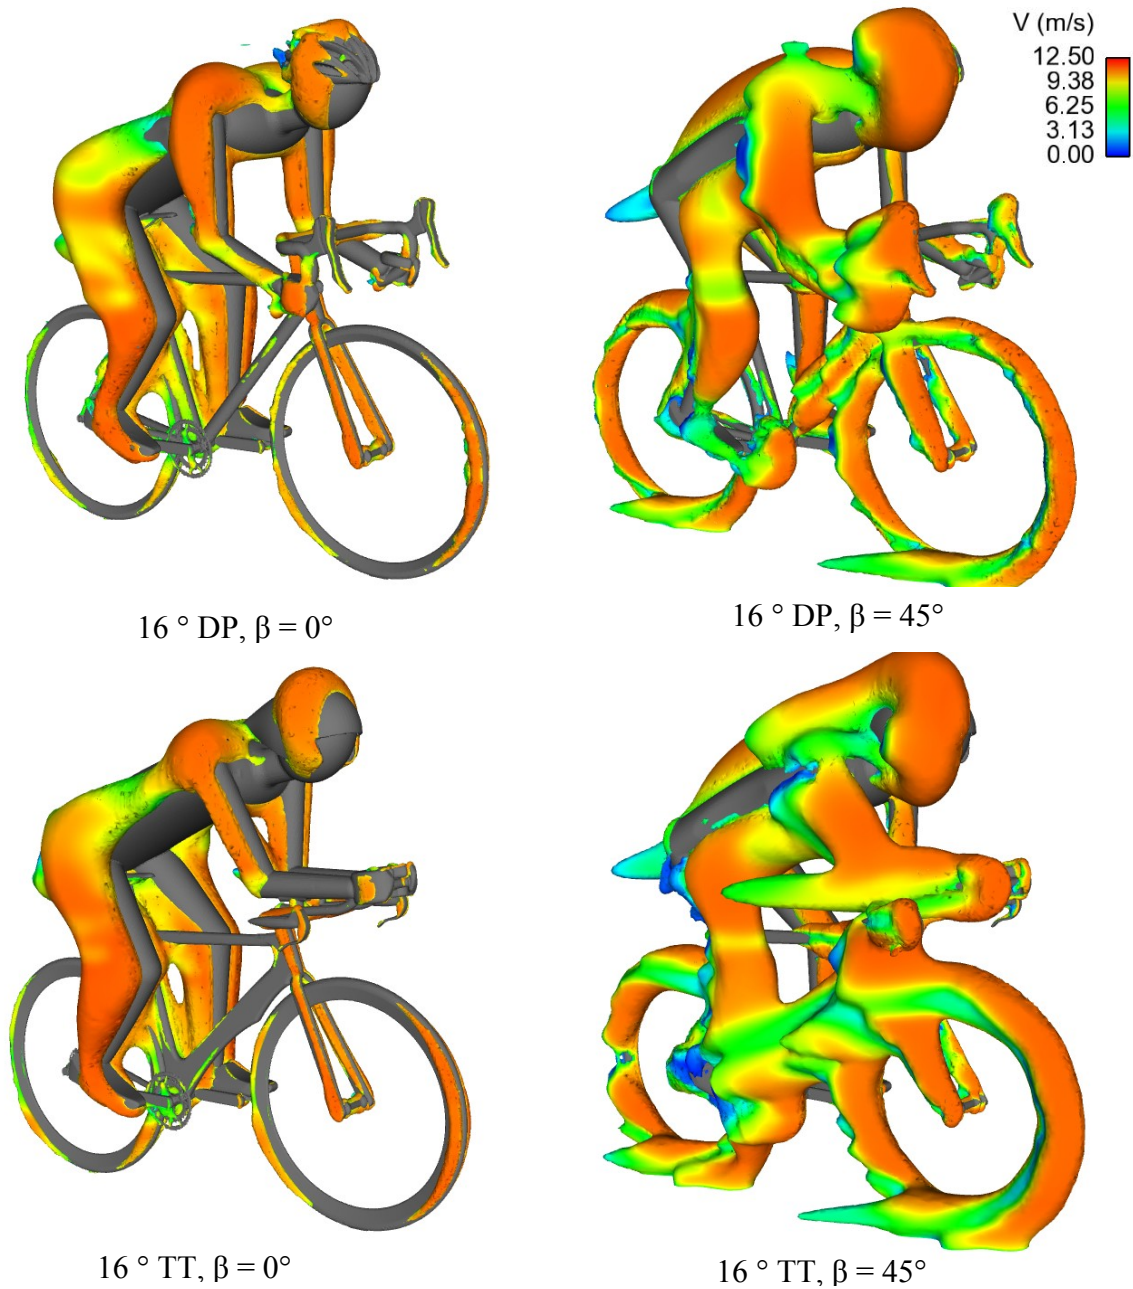 V (m/s)
12.50
9.38
6.25
3.13
0.00
16 ° DP, β = 0°
16 ° DP, β = 45°
16 ° TT, β = 0°
16 ° TT, β = 45°